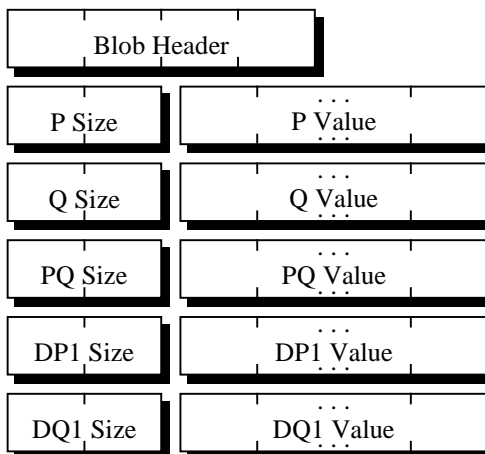 Blob Header
P Size
. . .
P Value
. . .
Q Size
. . .
Q Value
. . .
PQ Size
. . .
PQ Value
. . .
DP1 Size
. . .
DP1 Value
. . .
DQ1 Size
. . .
DQ1 Value
. . .